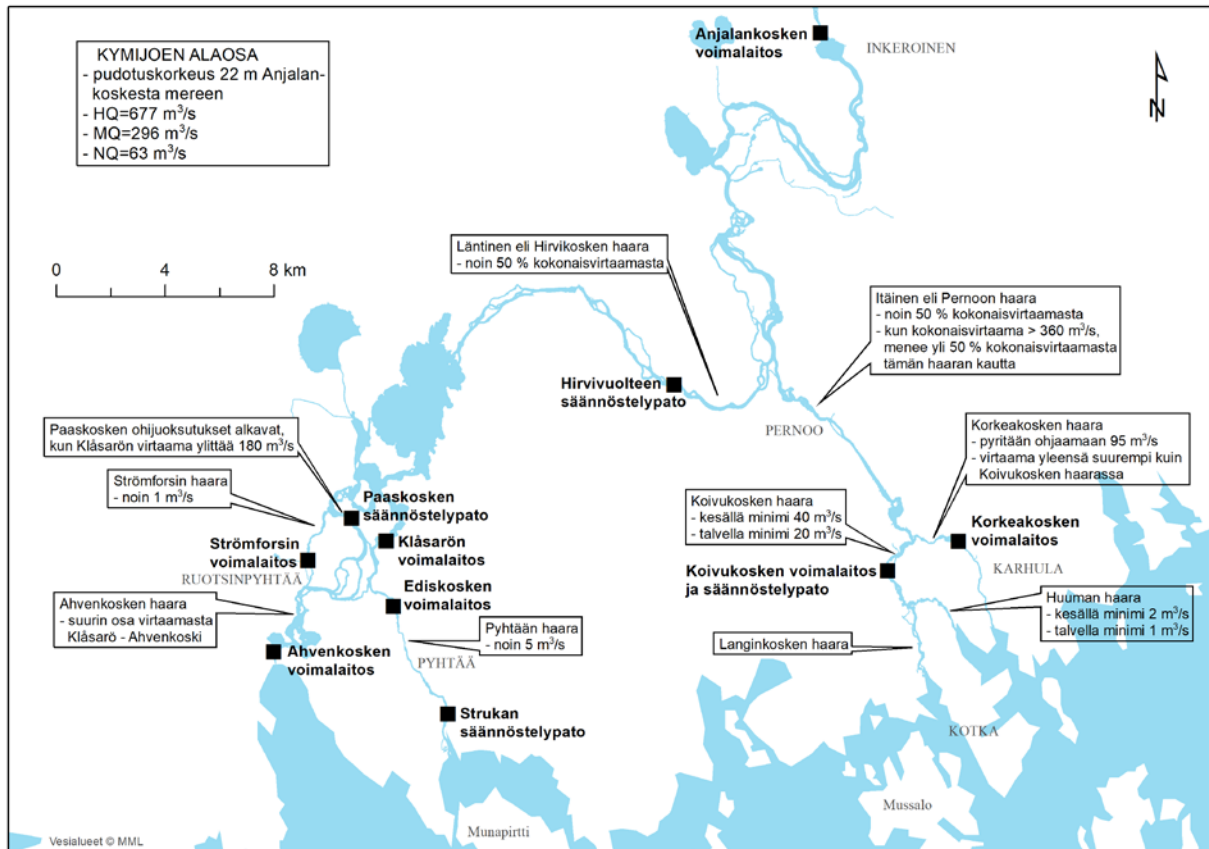 KYMIJOEN ALAOSA
- pudotuskorkeus 22 m Anjalan-
koskesta mereen
- HQ=677 m³/s
- MQ=296 m³/s
- NQ=63 m³/s
Anjalankosken
voimalaitos
INKEROINEN
N
0 4 8 km
Läntinen eli Hirvikosken haara
- noin 50 % kokonaisvirtaamasta
Itäinen eli Pernoon haara
- noin 50 % kokonaisvirtaamasta
- kun kokonaisvirtaama > 360 m³/s,
menee yli 50 % kokonaisvirtaamasta
tämän haaran kautta
Hirvivuolteen
säännöstelypato
PERNOO
Paaskosken ohijuoksutukset alkavat,
kun Klåsarön virtaama ylittää 180 m³/s
Korkeakosken haara
- pyritään ohjaamaan 95 m³/s
- virtaama yleensä suurempi kuin
Koivukosken haarassa
Strömforsin haara
- noin 1 m³/s
Paaskosken
säännöstelypato
Koivukosken haara
- kesällä minimi 40 m³/s
- talvella minimi 20 m³/s
Korkeakosken
voimalaitos
Strömforsin
voimalaitos
Klåsarön
voimalaitos
RUOTSINPYHTÄÄ
Koivukosken voimalaitos
ja säännöstelypato
KARHULA
Ediskosken
voimalaitos
Ahvenkosken haara
- suurin osa virtaamasta
Klåsarö - Ahvenkoski
Huuman haara
- kesällä minimi 2 m³/s
- talvella minimi 1 m³/s
Pyhtään haara
- noin 5 m³/s
Langinkosken haara
Ahvenkosken
voimalaitos
PYHTÄÄ
Strukan
säännöstelypato
KOTKA
Mussalo
Munapirtti
Vesialueet © MML